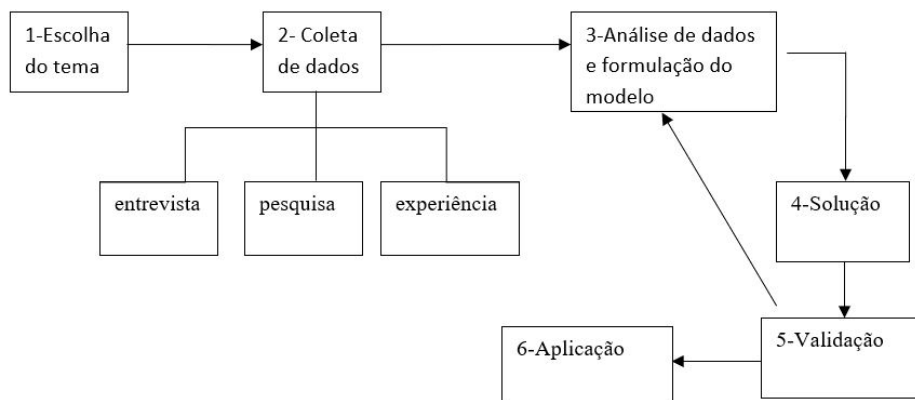 1-Escolha
do tema
2- Coleta
de dados
3-Análise de dados
e formulação do
modelo
entrevista
pesquisa
experiência
4-Solução
5-Validação
6-Aplicação